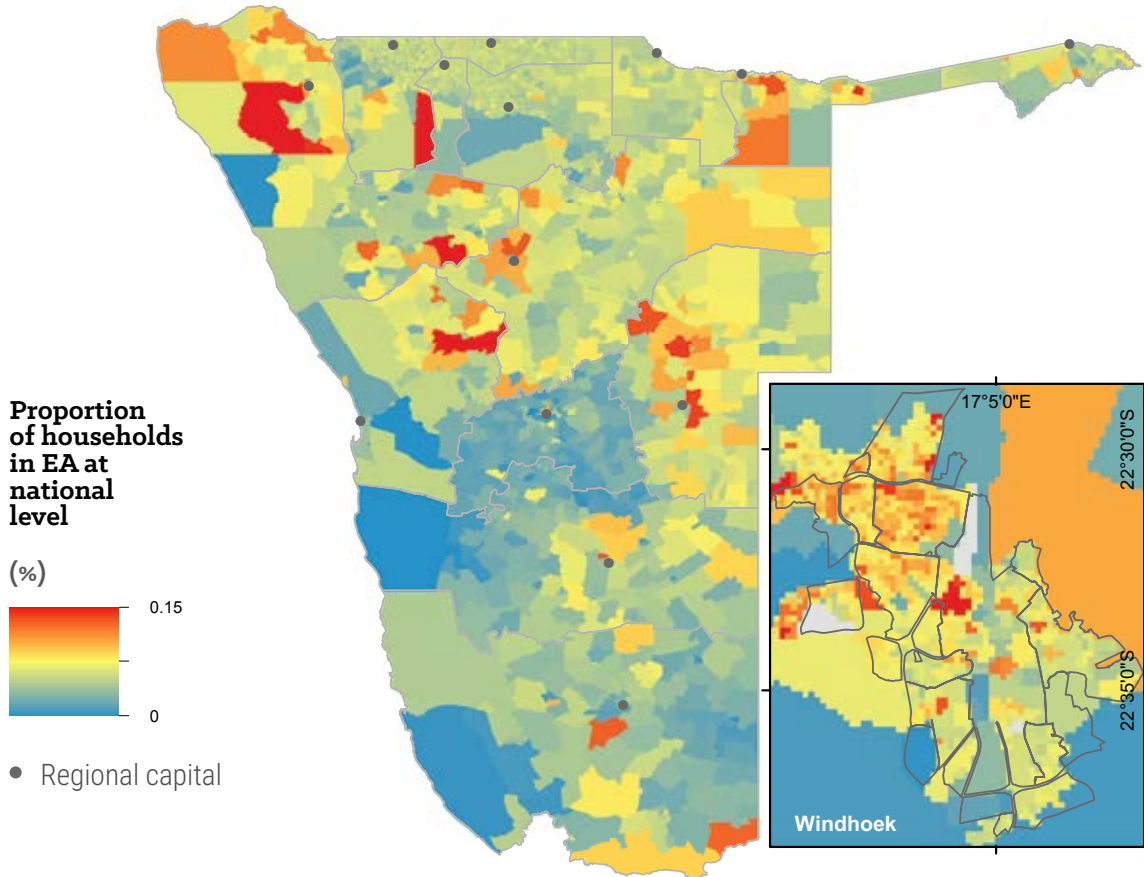 Proportion
of households
in EA at
national
level
(%)
0.15
0
Regional capital
17°5'0"E
22°30'0"S
22°35'0"S
Windhoek